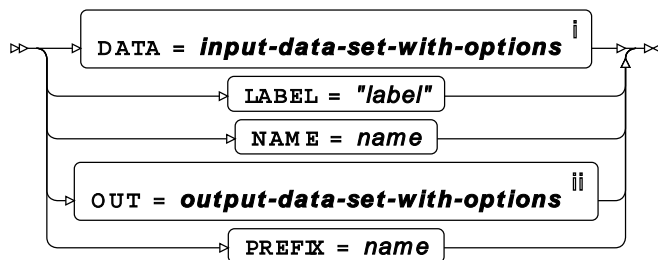 DATA = input-data-set-with-options i
LABEL = "label"
NAME = name
OUT = output-data-set-with-options ii
PREFIX = name